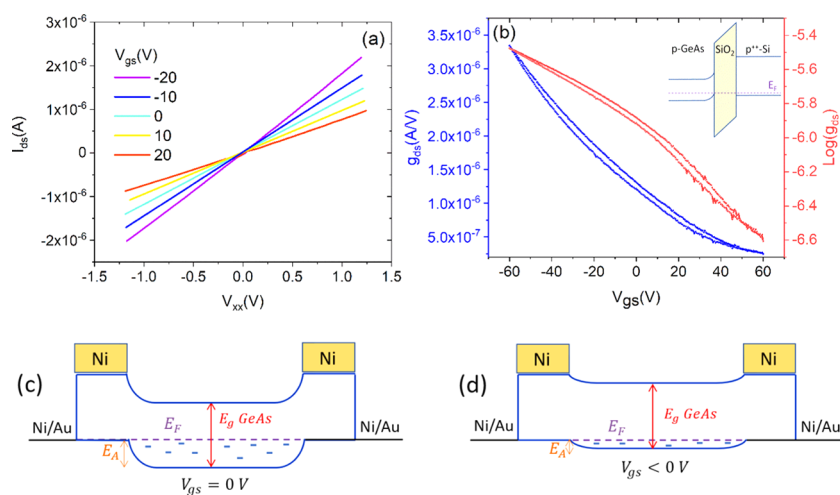 (a)
V_gs(V)
-20
-10
0
10
20
3x10⁻⁶
2x10⁻⁶
1x10⁻⁶
0
-1x10⁻⁶
-2x10⁻⁶
I_ds(A)
-1.5
-1.0
-0.5
0.0
0.5
1.0
1.5
V_xx(V)
(b)
3.5x10⁻⁶
3.0x10⁻⁶
2.5x10⁻⁶
2.0x10⁻⁶
1.5x10⁻⁶
1.0x10⁻⁶
5.0x10⁻⁷
g_ds(A/V)
p-GeAs
SiO₂
p⁺⁺-Si
E_F
-5.4
-5.6
-5.8
-6.0
-6.2
-6.4
-6.6
Log(g_ds)
-60
-40
-20
0
20
40
60
V_gs(V)
(c)
Ni
Ni
Ni/Au
Ni/Au
E_F
E_g GeAs
E_A
V_gs = 0 V
(d)
Ni
Ni
Ni/Au
Ni/Au
E_F
E_g GeAs
E_A
V_gs < 0 V